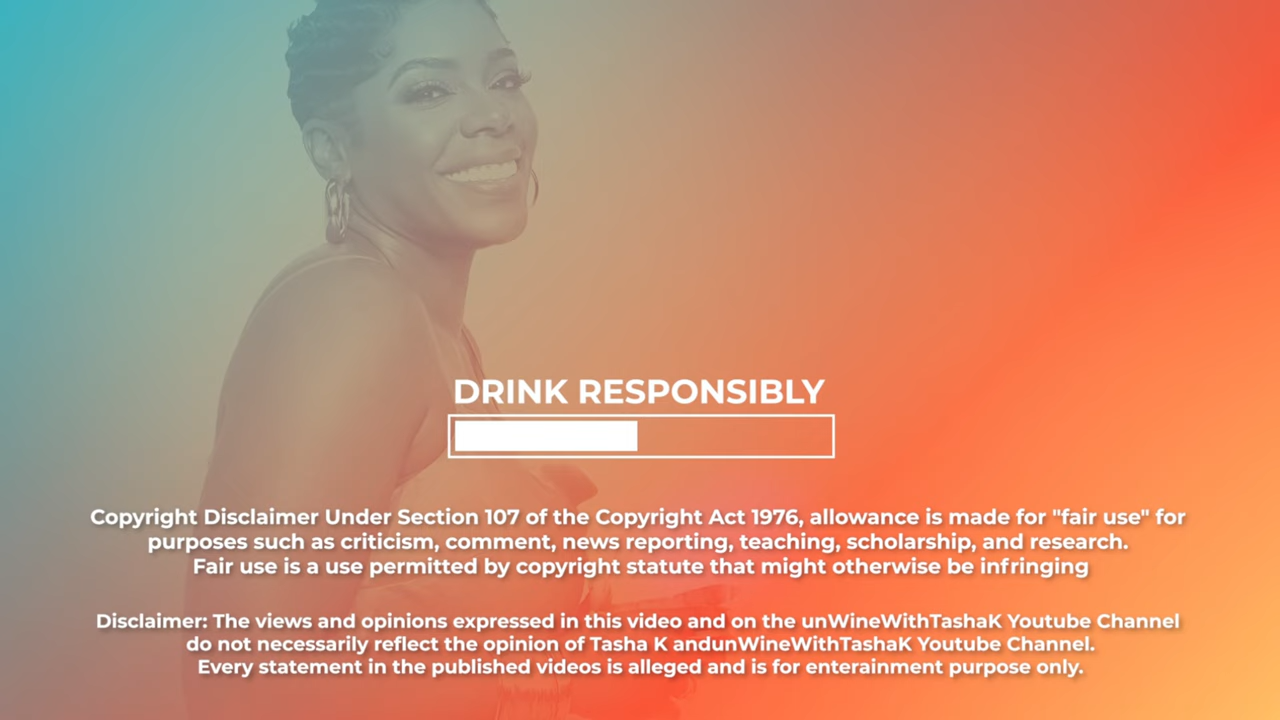 DRINK RESPONSIBLY
Copyright Disclaimer Under Section 107 of the Copyright Act 1976, allowance is made for "fair use" for
purposes such as criticism, comment, news reporting, teaching, scholarship, and research.
Fair use is a use permitted by copyright statute that might otherwise be infringing
Disclaimer: The views and opinions expressed in this video and on the unWineWithTashaK Youtube Channel
do not necessarily reflect the opinion of Tasha K andunWineWithTashaK Youtube Channel.
Every statement in the published videos is alleged and is for enterainment purpose only.